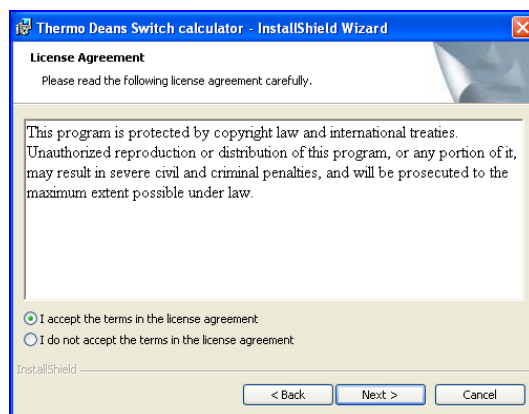 Thermo Deans Switch calculator - InstallShield Wizard
License Agreement
Please read the following license agreement carefully.
This program is protected by copyright law and international treaties.
Unauthorized reproduction or distribution of this program, or any portion of it,
may result in severe civil and criminal penalties, and will be prosecuted to the
maximum extent possible under law.
I accept the terms in the license agreement
I do not accept the terms in the license agreement
InstallShield
< Back Next > Cancel